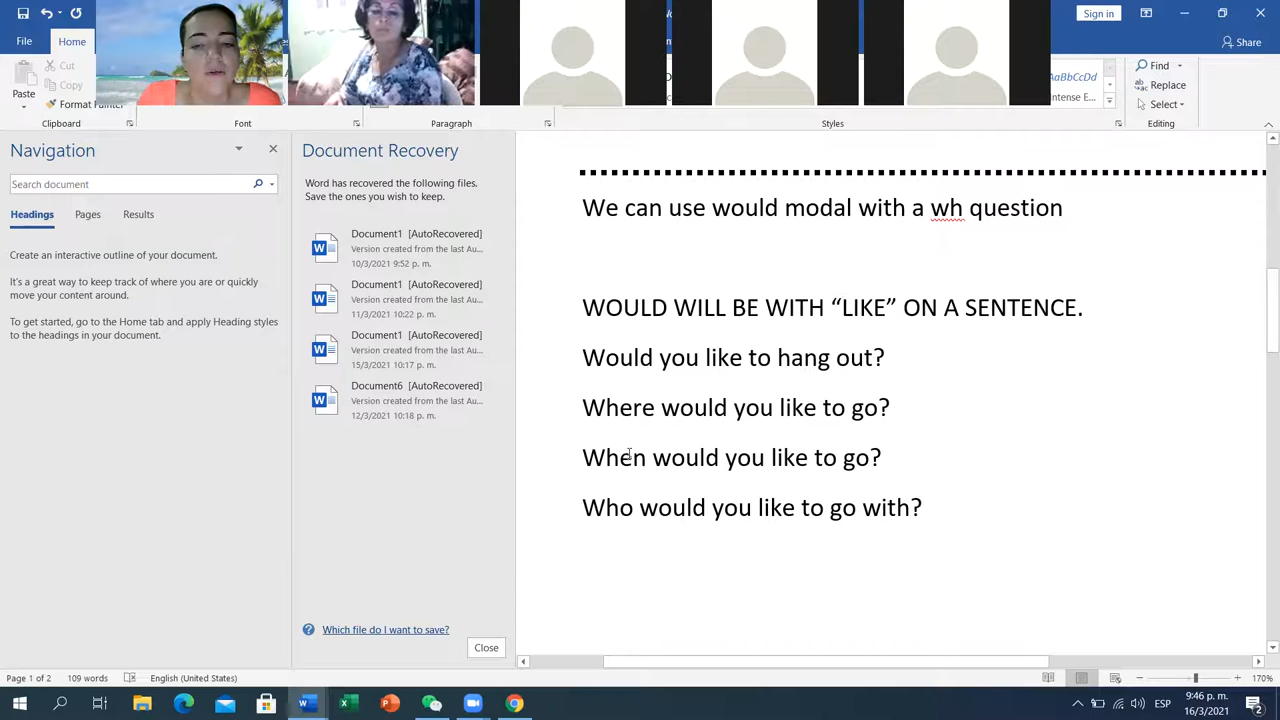 Sign in
File
Home
Share
Cut
Copy
Paste
Format Painter
AaBbCcDd
Intense E...
Find
Replace
Select
Clipboard
Font
Paragraph
Styles
Editing
Navigation
Search document
Headings Pages Results
Create an interactive outline of your document.
It's a great way to keep track of where you are or quickly
move your content around.
To get started, go to the Home tab and apply Heading styles
to the headings in your document.
Document Recovery
Word has recovered the following files.
Save the ones you wish to keep.
Document1 [AutoRecovered]
Version created from the last Au...
10/3/2021 9:52 p. m.
Document1 [AutoRecovered]
Version created from the last Au...
11/3/2021 10:22 p. m.
Document1 [AutoRecovered]
Version created from the last Au...
15/3/2021 10:17 p. m.
Document6 [AutoRecovered]
Version created from the last Au...
12/3/2021 10:18 p. m.
Which file do I want to save?
Close
We can use would modal with a wh question
WOULD WILL BE WITH “LIKE” ON A SENTENCE.
Would you like to hang out?
Where would you like to go?
When would you like to go?
Who would you like to go with?
Page 1 of 2 109 words English (United States)
170%
ESP
9:46 p. m.
16/3/2021
2